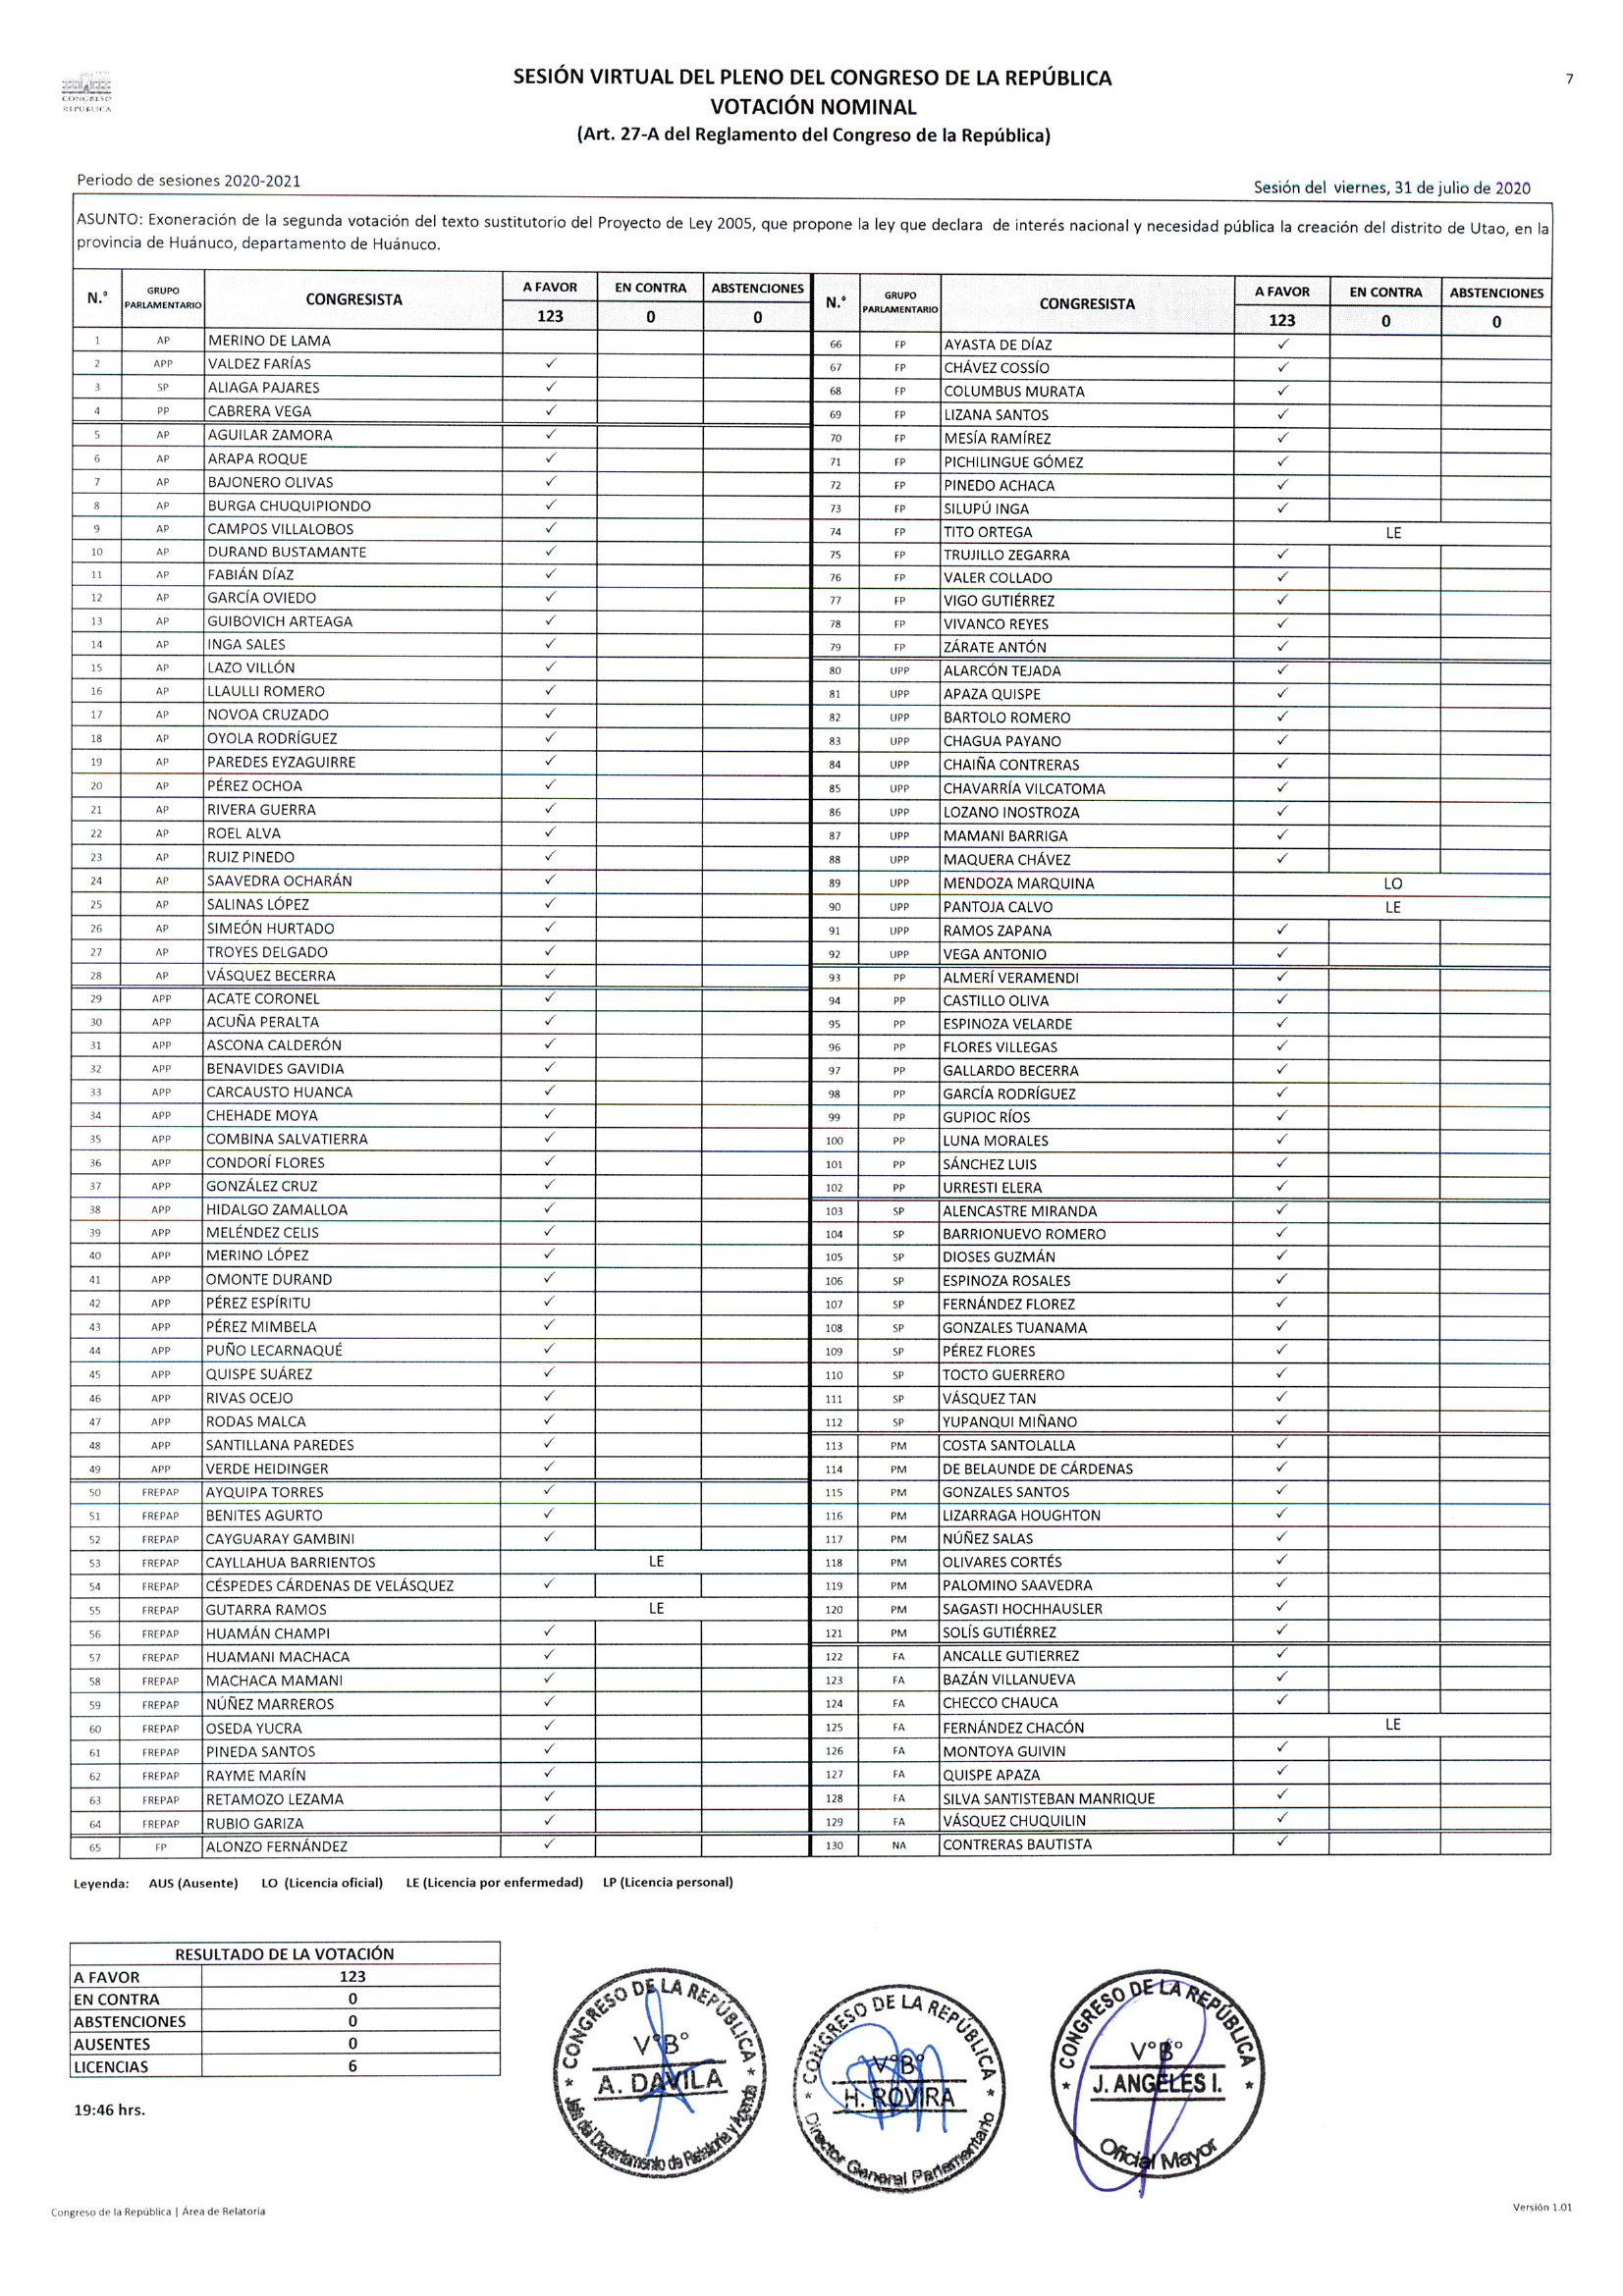 CONGRESO
REPÚBLICA
SESIÓN VIRTUAL DEL PLENO DEL CONGRESO DE LA REPÚBLICA
7
VOTACIÓN NOMINAL
(Art. 27-A del Reglamento del Congreso de la República)
Periodo de sesiones 2020-2021
Sesión del viernes, 31 de julio de 2020
ASUNTO: Exoneración de la segunda votación del texto sustitutorio del Proyecto de Ley 2005, que propone la ley que declara de interés nacional y necesidad pública la creación del distrito de Utao, en la
provincia de Huánuco, departamento de Huánuco.
N.° GRUPO PARLAMENTARIO CONGRESISTA A FAVOR EN CONTRA ABSTENCIONES
123 0 0
1 AP MERINO DE LAMA
2 APP VALDEZ FARÍAS ✓
3 SP ALIAGA PAJARES ✓
4 PP CABRERA VEGA ✓
5 AP AGUILAR ZAMORA ✓
6 AP ARAPA ROQUE ✓
7 AP BAJONERO OLIVAS ✓
8 AP BURGA CHUQUIPIONDO ✓
9 AP CAMPOS VILLALOBOS ✓
10 AP DURAND BUSTAMANTE ✓
11 AP FABIÁN DÍAZ ✓
12 AP GARCÍA OVIEDO ✓
13 AP GUIBOVICH ARTEAGA ✓
14 AP INGA SALES ✓
15 AP LAZO VILLÓN ✓
16 AP LLAULLI ROMERO ✓
17 AP NOVOA CRUZADO ✓
18 AP OYOLA RODRÍGUEZ ✓
19 AP PAREDES EYZAGUIRRE ✓
20 AP PÉREZ OCHOA ✓
21 AP RIVERA GUERRA ✓
22 AP ROEL ALVA ✓
23 AP RUIZ PINEDO ✓
24 AP SAAVEDRA OCHARÁN ✓
25 AP SALINAS LÓPEZ ✓
26 AP SIMEÓN HURTADO ✓
27 AP TROYES DELGADO ✓
28 AP VÁSQUEZ BECERRA ✓
29 APP ACATE CORONEL ✓
30 APP ACUÑA PERALTA ✓
31 APP ASCONA CALDERÓN ✓
32 APP BENAVIDES GAVIDIA ✓
33 APP CARCAUSTO HUANCA ✓
34 APP CHEHADE MOYA ✓
35 APP COMBINA SALVATIERRA ✓
36 APP CONDORÍ FLORES ✓
37 APP GONZÁLEZ CRUZ ✓
38 APP HIDALGO ZAMALLOA ✓
39 APP MELÉNDEZ CELIS ✓
40 APP MERINO LÓPEZ ✓
41 APP OMONTE DURAND ✓
42 APP PÉREZ ESPÍRITU ✓
43 APP PÉREZ MIMBELA ✓
44 APP PUÑO LECARNAQUÉ ✓
45 APP QUISPE SUÁREZ ✓
46 APP RIVAS OCEJO ✓
47 APP RODAS MALCA ✓
48 APP SANTILLANA PAREDES ✓
49 APP VERDE HEIDINGER ✓
50 FREPAP AYQUIPA TORRES ✓
51 FREPAP BENITES AGURTO ✓
52 FREPAP CAYGUARAY GAMBINI ✓
53 FREPAP CAYLLAHUA BARRIENTOS LE
54 FREPAP CÉSPEDES CÁRDENAS DE VELÁSQUEZ ✓
55 FREPAP GUTARRA RAMOS LE
56 FREPAP HUAMÁN CHAMPI ✓
57 FREPAP HUAMANI MACHACA ✓
58 FREPAP MACHACA MAMANI ✓
59 FREPAP NÚÑEZ MARREROS ✓
60 FREPAP OSEDA YUCRA ✓
61 FREPAP PINEDA SANTOS ✓
62 FREPAP RAYME MARÍN ✓
63 FREPAP RETAMOZO LEZAMA ✓
64 FREPAP RUBIO GARIZA ✓
65 FP ALONZO FERNÁNDEZ ✓
N.° GRUPO PARLAMENTARIO CONGRESISTA A FAVOR EN CONTRA ABSTENCIONES
123 0 0
66 FP AYASTA DE DÍAZ ✓
67 FP CHÁVEZ COSSÍO ✓
68 FP COLUMBUS MURATA ✓
69 FP LIZANA SANTOS ✓
70 FP MESÍA RAMÍREZ ✓
71 FP PICHILINGUE GÓMEZ ✓
72 FP PINEDO ACHACA ✓
73 FP SILUPÚ INGA ✓
74 FP TITO ORTEGA LE
75 FP TRUJILLO ZEGARRA ✓
76 FP VALER COLLADO ✓
77 FP VIGO GUTIÉRREZ ✓
78 FP VIVANCO REYES ✓
79 FP ZÁRATE ANTÓN ✓
80 UPP ALARCÓN TEJADA ✓
81 UPP APAZA QUISPE ✓
82 UPP BARTOLO ROMERO ✓
83 UPP CHAGUA PAYANO ✓
84 UPP CHAIÑA CONTRERAS ✓
85 UPP CHAVARRÍA VILCATOMA ✓
86 UPP LOZANO INOSTROZA ✓
87 UPP MAMANI BARRIGA ✓
88 UPP MAQUERA CHÁVEZ ✓
89 UPP MENDOZA MARQUINA LO
90 UPP PANTOJA CALVO LE
91 UPP RAMOS ZAPANA ✓
92 UPP VEGA ANTONIO ✓
93 PP ALMERÍ VERAMENDI ✓
94 PP CASTILLO OLIVA ✓
95 PP ESPINOZA VELARDE ✓
96 PP FLORES VILLEGAS ✓
97 PP GALLARDO BECERRA ✓
98 PP GARCÍA RODRÍGUEZ ✓
99 PP GUPIOC RÍOS ✓
100 PP LUNA MORALES ✓
101 PP SÁNCHEZ LUIS ✓
102 PP URRESTI ELERA ✓
103 SP ALENCASTRE MIRANDA ✓
104 SP BARRIONUEVO ROMERO ✓
105 SP DIOSES GUZMÁN ✓
106 SP ESPINOZA ROSALES ✓
107 SP FERNÁNDEZ FLOREZ ✓
108 SP GONZALES TUANAMA ✓
109 SP PÉREZ FLORES ✓
110 SP TOCTO GUERRERO ✓
111 SP VÁSQUEZ TAN ✓
112 SP YUPANQUI MIÑANO ✓
113 PM COSTA SANTOLALLA ✓
114 PM DE BELAUNDE DE CÁRDENAS ✓
115 PM GONZALES SANTOS ✓
116 PM LIZARRAGA HOUGHTON ✓
117 PM NÚÑEZ SALAS ✓
118 PM OLIVARES CORTÉS ✓
119 PM PALOMINO SAAVEDRA ✓
120 PM SAGASTI HOCHHAUSLER ✓
121 PM SOLÍS GUTIÉRREZ ✓
122 FA ANCALLE GUTIERREZ ✓
123 FA BAZÁN VILLANUEVA ✓
124 FA CHECCO CHAUCA ✓
125 FA FERNÁNDEZ CHACÓN LE
126 FA MONTOYA GUIVIN ✓
127 FA QUISPE APAZA ✓
128 FA SILVA SANTISTEBAN MANRIQUE ✓
129 FA VÁSQUEZ CHUQUILIN ✓
130 NA CONTRERAS BAUTISTA ✓
Leyenda: AUS (Ausente) LO (Licencia oficial) LE (Licencia por enfermedad) LP (Licencia personal)
RESULTADO DE LA VOTACIÓN
A FAVOR 123
EN CONTRA 0
ABSTENCIONES 0
AUSENTES 0
LICENCIAS 6
19:46 hrs.
* CONGRESO DE LA REPÚBLICA *
V°B°
A. DAVILA
Jefe del Departamento de Relatoría y Agenda
* CONGRESO DE LA REPÚBLICA *
V°B°
H. ROVIRA
Director General Parlamentario
* CONGRESO DE LA REPÚBLICA *
V°B°
J. ANGELES I.
Oficial Mayor
Congreso de la República | Área de Relatoría
Versión 1.01